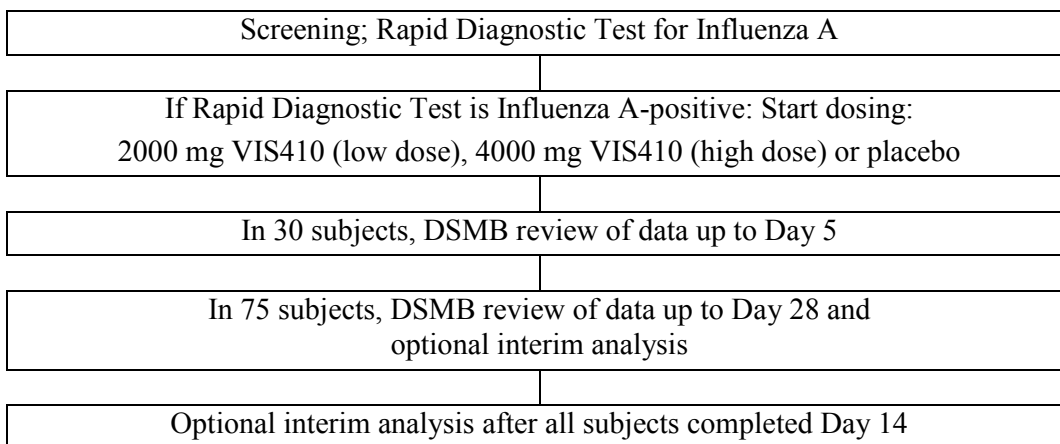 Screening; Rapid Diagnostic Test for Influenza A
If Rapid Diagnostic Test is Influenza A-positive: Start dosing:
2000 mg VIS410 (low dose), 4000 mg VIS410 (high dose) or placebo
In 30 subjects, DSMB review of data up to Day 5
In 75 subjects, DSMB review of data up to Day 28 and
optional interim analysis
Optional interim analysis after all subjects completed Day 14